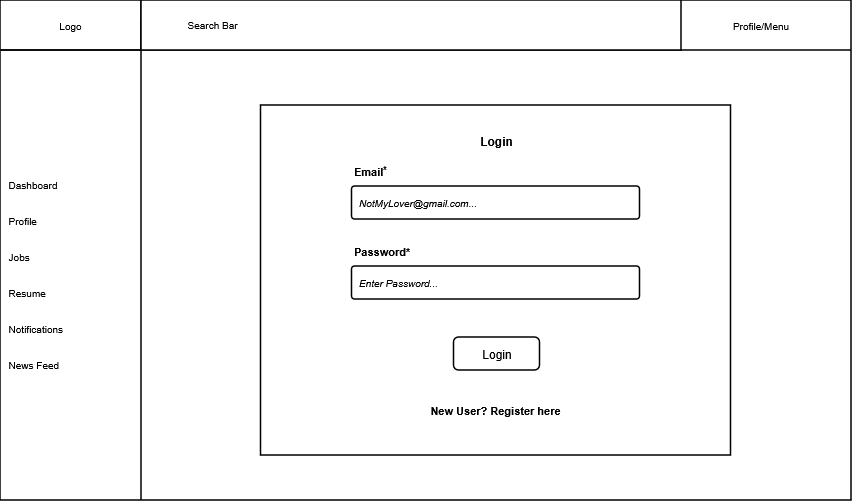 Logo
Search Bar
Profile/Menu
Dashboard
Profile
Jobs
Resume
Notifications
News Feed
Login
Email*
NotMyLover@gmail.com...
Password*
Enter Password...
Login
New User? Register here